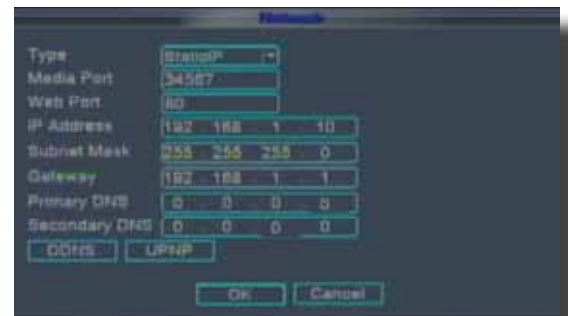 Network
Type StaticIP
Media Port 34567
Web Port 80
IP Address 192 . 168 . 1 . 10
Subnet Mask 255 . 255 . 255 . 0
Gateway 192 . 168 . 1 . 1
Primary DNS 0 . 0 . 0 . 0
Secondary DNS 0 . 0 . 0 . 0
DDNS UPNP
OK Cancel